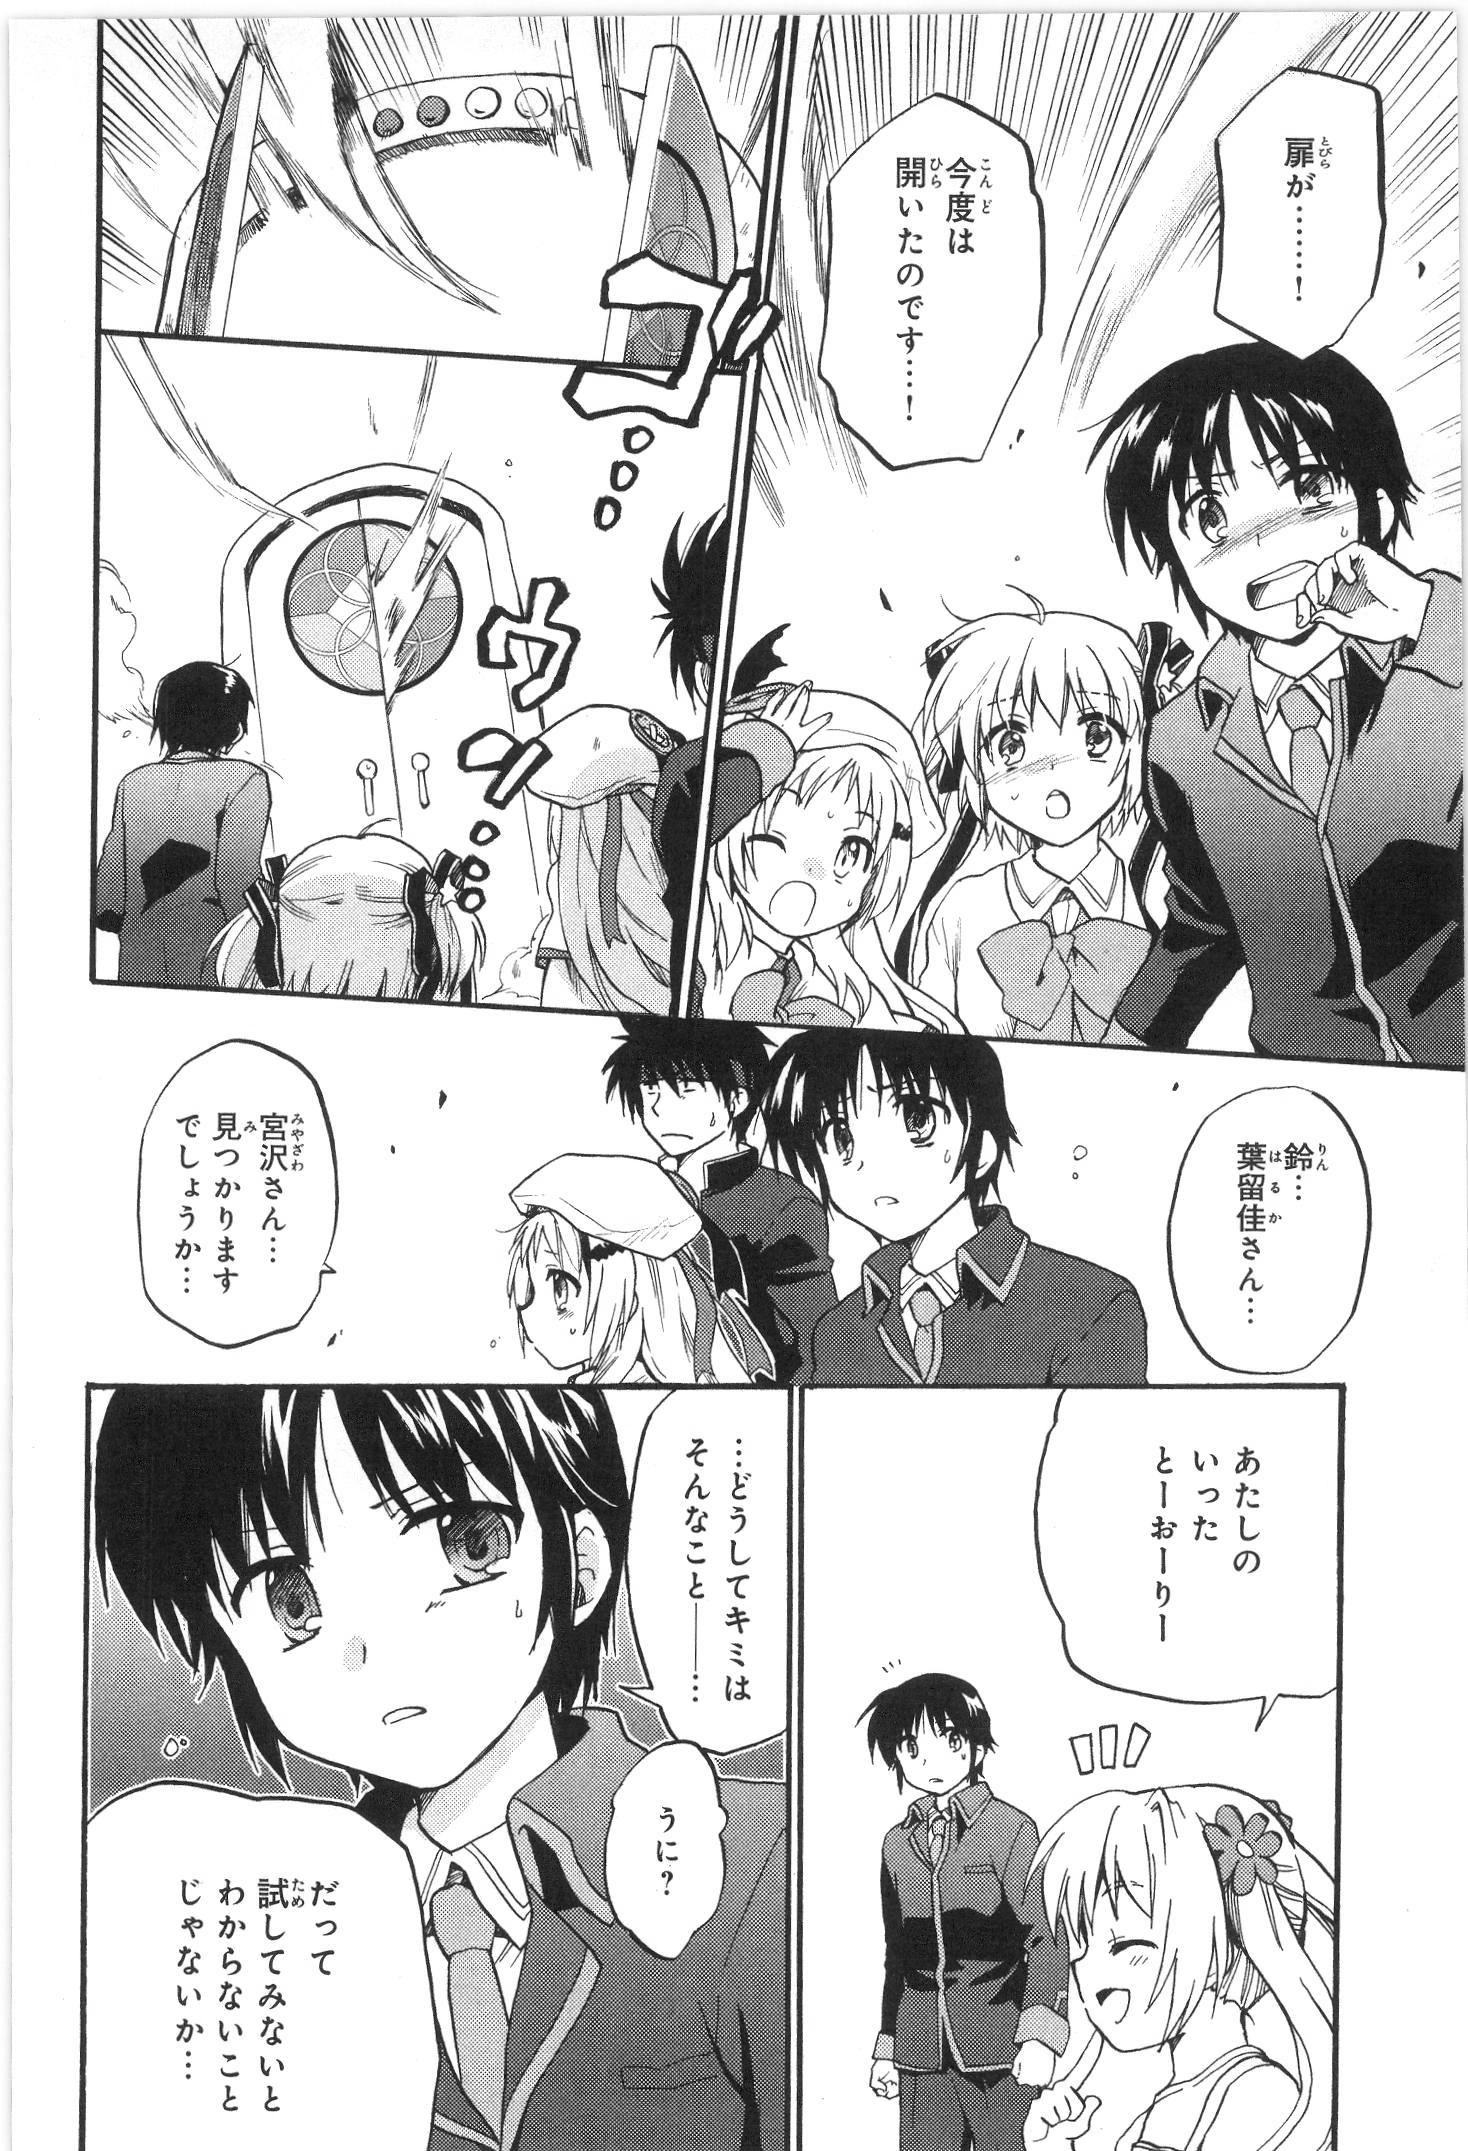 扉が……！
今度は
開いたのです…！
ゴ
ゥ
ン
鈴…
葉留佳さん…
宮沢さん…
見つかります
でしょうか…
あたしの
いった
とーおーりー
…どうしてキミは
そんなこと――…
うに？
だって
試してみないと
わからないこと
じゃないか…